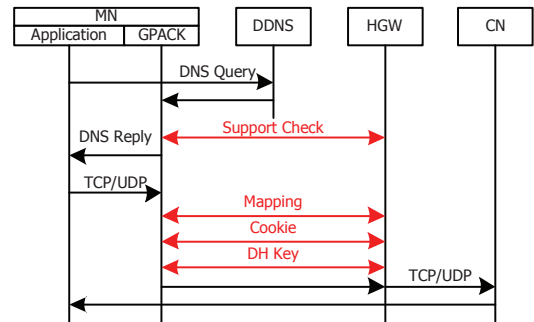 MN
Application GPACK DDNS HGW CN
DNS Query
Support Check
DNS Reply
TCP/UDP
Mapping
Cookie
DH Key
TCP/UDP